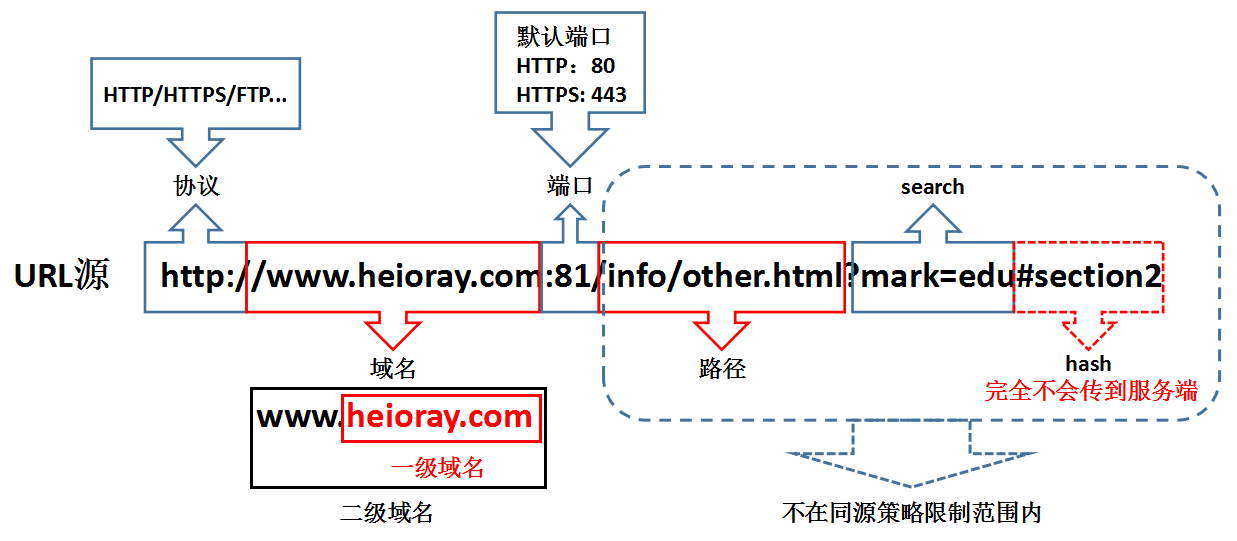 默认端口
HTTP：80
HTTPS: 443
HTTP/HTTPS/FTP...
协议
端口
search
URL源
http://www.heioray.com:81/info/other.html?mark=edu#section2
域名
路径
hash
完全不会传到服务端
www.heioray.com
一级域名
二级域名
不在同源策略限制范围内